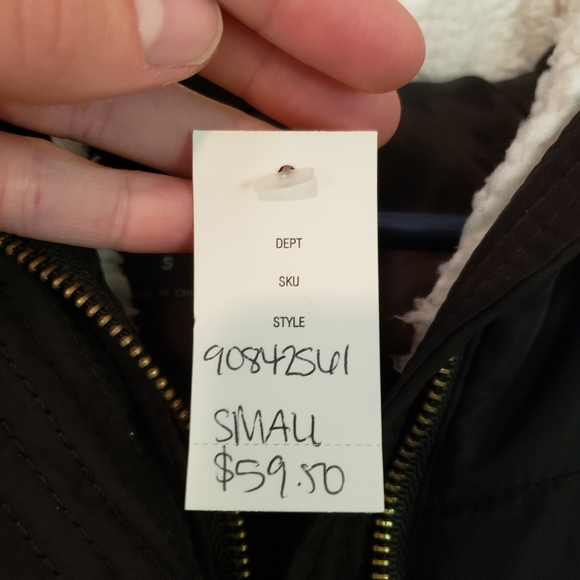 DEPT
SKU
STYLE
90842561
SMALL
$59.50
S